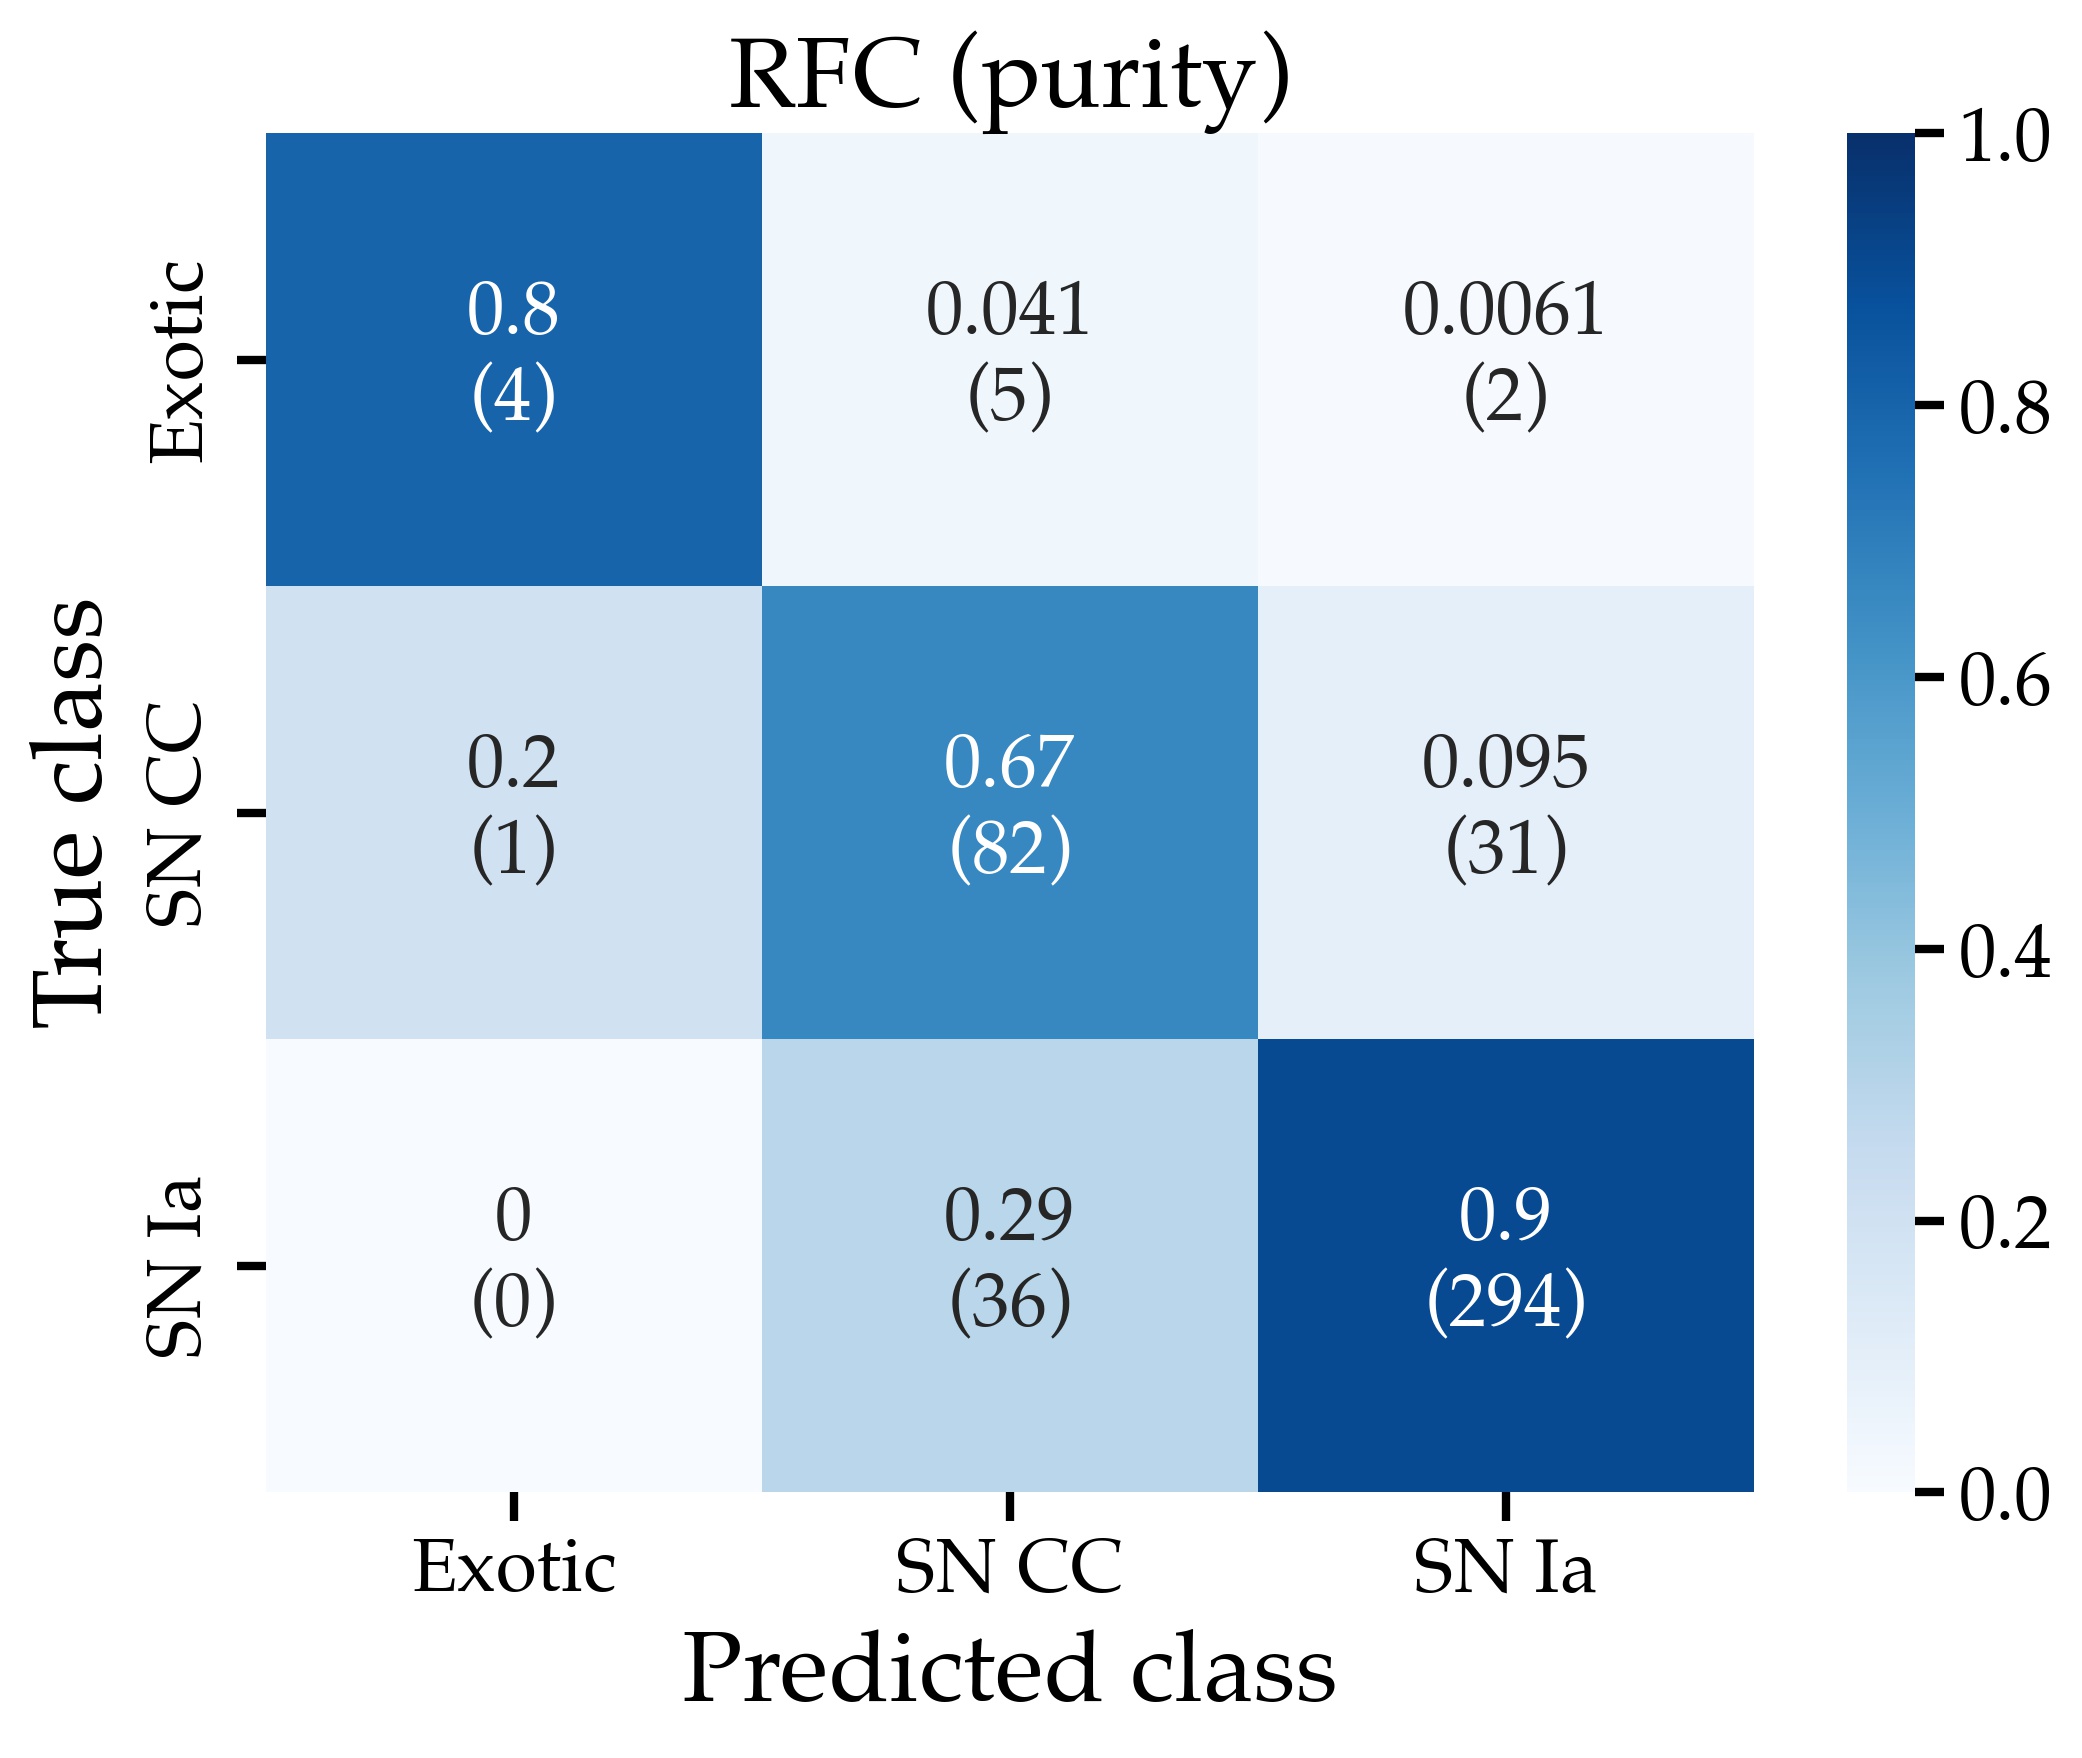 RFC (purity)
1.0
0.8
0.6
0.4
0.2
0.0
True class
Exotic
0.8
(4)
0.041
(5)
0.0061
(2)
SN CC
0.2
(1)
0.67
(82)
0.095
(31)
SN Ia
0
(0)
0.29
(36)
0.9
(294)
Exotic
SN CC
SN Ia
Predicted class